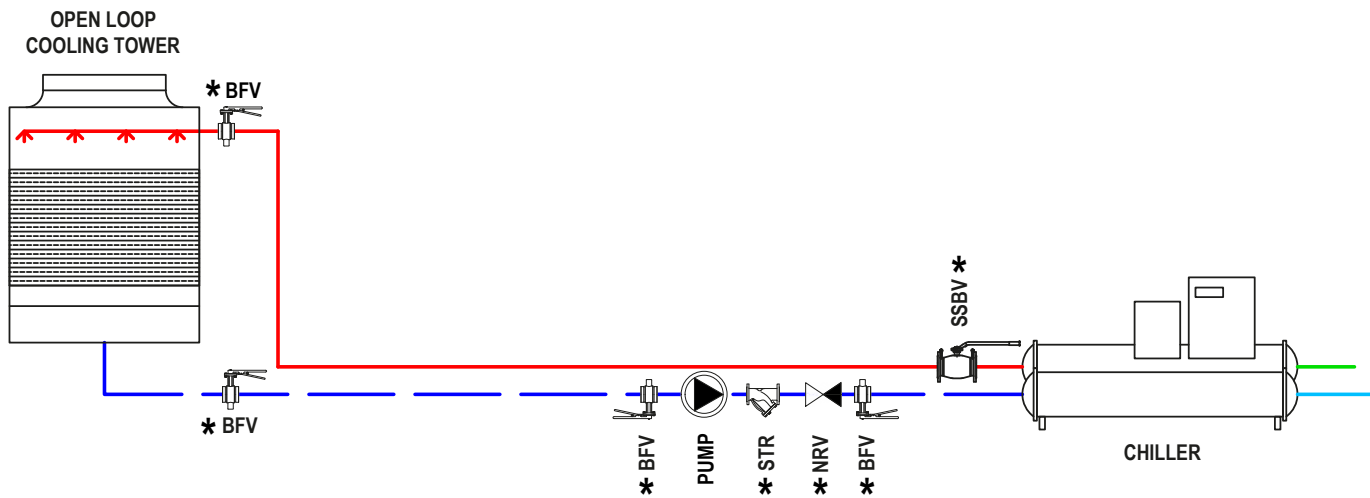 OPEN LOOP
COOLING TOWER
* BFV
SSBV *
* BFV
* BFV
PUMP
* STR
* NRV
* BFV
CHILLER